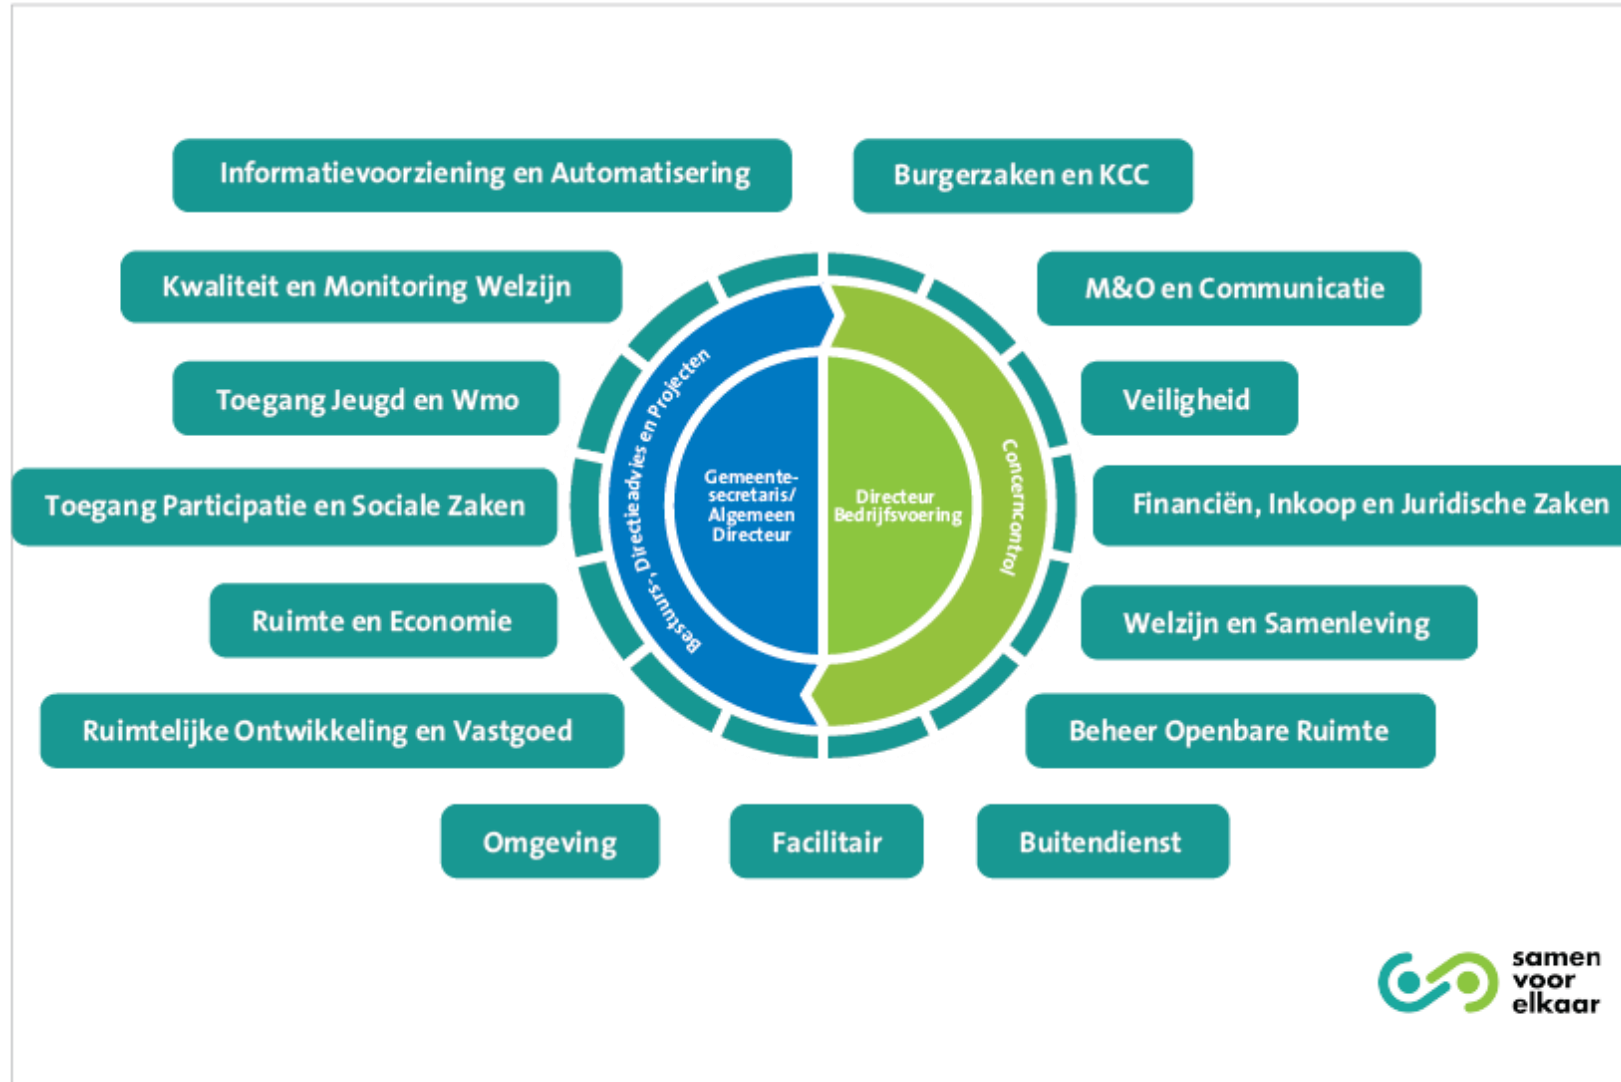 Informatievoorziening en Automatisering
Burgerzaken en KCC
Kwaliteit en Monitoring Welzijn
M&O en Communicatie
Toegang Jeugd en Wmo
Veiligheid
Toegang Participatie en Sociale Zaken
Financiën, Inkoop en Juridische Zaken
Ruimte en Economie
Welzijn en Samenleving
Ruimtelijke Ontwikkeling en Vastgoed
Beheer Openbare Ruimte
Omgeving
Facilitair
Buitendienst
Bestuurs-, Directieadvies en Projecten
Gemeente-
secretaris/
Algemeen
Directeur
Directeur
Bedrijfsvoering
Concerncontrol
samen
voor
elkaar